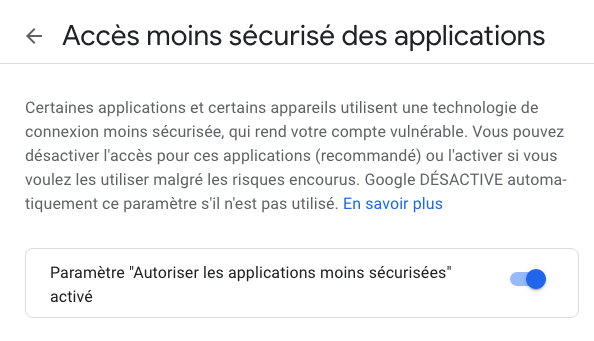 Accès moins sécurisé des applications
Certaines applications et certains appareils utilisent une technologie de
connexion moins sécurisée, qui rend votre compte vulnérable. Vous pouvez
désactiver l'accès pour ces applications (recommandé) ou l'activer si vous
voulez les utiliser malgré les risques encourus. Google DÉSACTIVE automa-
tiquement ce paramètre s'il n'est pas utilisé. En savoir plus
Paramètre "Autoriser les applications moins sécurisées"
activé